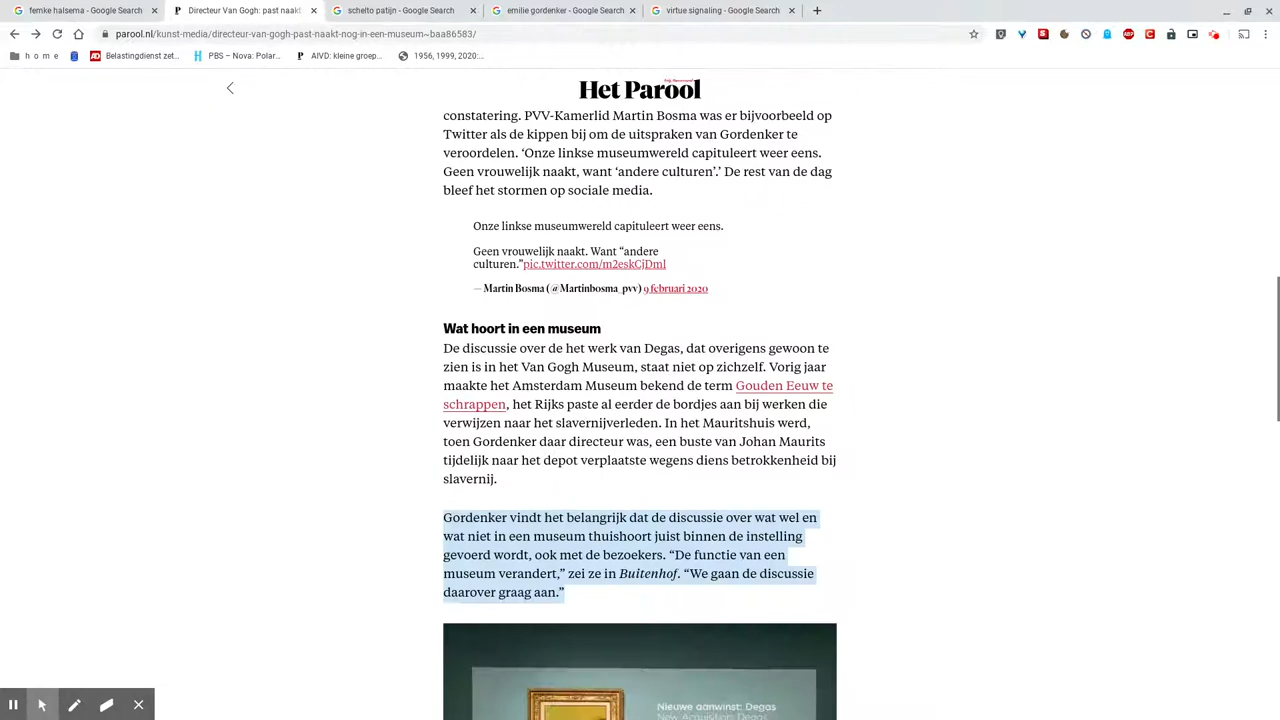 femke halsema - Google Search
Directeur Van Gogh: past naakt
schelto patijn - Google Search
emilie gordenker - Google Search
virtue signaling - Google Search
parool.nl/kunst-media/directeur-van-gogh-past-naakt-nog-in-een-museum~baa86583/
h o m e
Belastingdienst zet...
PBS – Nova: Polar...
AIVD: kleine groep...
1956, 1999, 2020:...
Het Parool
constatering. PVV-Kamerlid Martin Bosma was er bijvoorbeeld op
Twitter als de kippen bij om de uitspraken van Gordenker te
veroordelen. ‘Onze linkse museumwereld capituleert weer eens.
Geen vrouwelijk naakt, want ‘andere culturen’.’ De rest van de dag
bleef het stormen op sociale media.
Onze linkse museumwereld capituleert weer eens.
Geen vrouwelijk naakt. Want “andere
culturen.”pic.twitter.com/m2eskCjDml
— Martin Bosma (@Martinbosma_pvv) 9 februari 2020
Wat hoort in een museum
De discussie over de het werk van Degas, dat overigens gewoon te
zien is in het Van Gogh Museum, staat niet op zichzelf. Vorig jaar
maakte het Amsterdam Museum bekend de term Gouden Eeuw te
schrappen, het Rijks paste al eerder de bordjes aan bij werken die
verwijzen naar het slavernijverleden. In het Mauritshuis werd,
toen Gordenker daar directeur was, een buste van Johan Maurits
tijdelijk naar het depot verplaatste wegens diens betrokkenheid bij
slavernij.
Gordenker vindt het belangrijk dat de discussie over wat wel en
wat niet in een museum thuishoort juist binnen de instelling
gevoerd wordt, ook met de bezoekers. “De functie van een
museum verandert,” zei ze in Buitenhof. “We gaan de discussie
daarover graag aan.”
Nieuwe aanwinst: Degas
New Acquisition: Degas